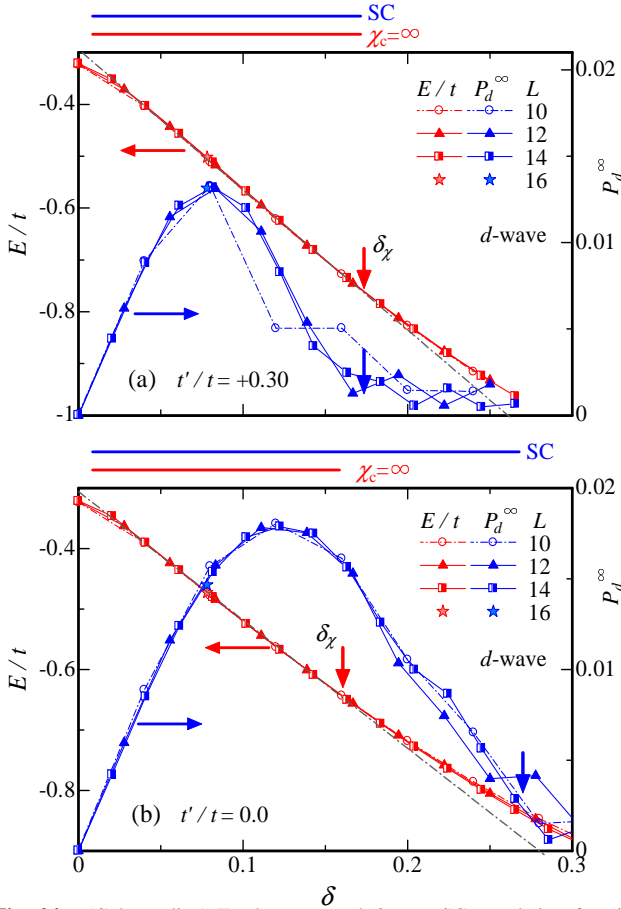 SC
χc=∞
-0.4
-0.6
-0.8
-1
E / t
0.02
0.01
0
Pd∞
E / t Pd∞ L
10
12
14
16
δχ
d-wave
(a) t′ / t = +0.30
SC
χc=∞
-0.4
-0.6
-0.8
E / t
0.02
0.01
0
Pd∞
E / t Pd∞ L
10
12
14
16
δχ
d-wave
(b) t′ / t = 0.0
0 0.1 0.2 0.3
δ